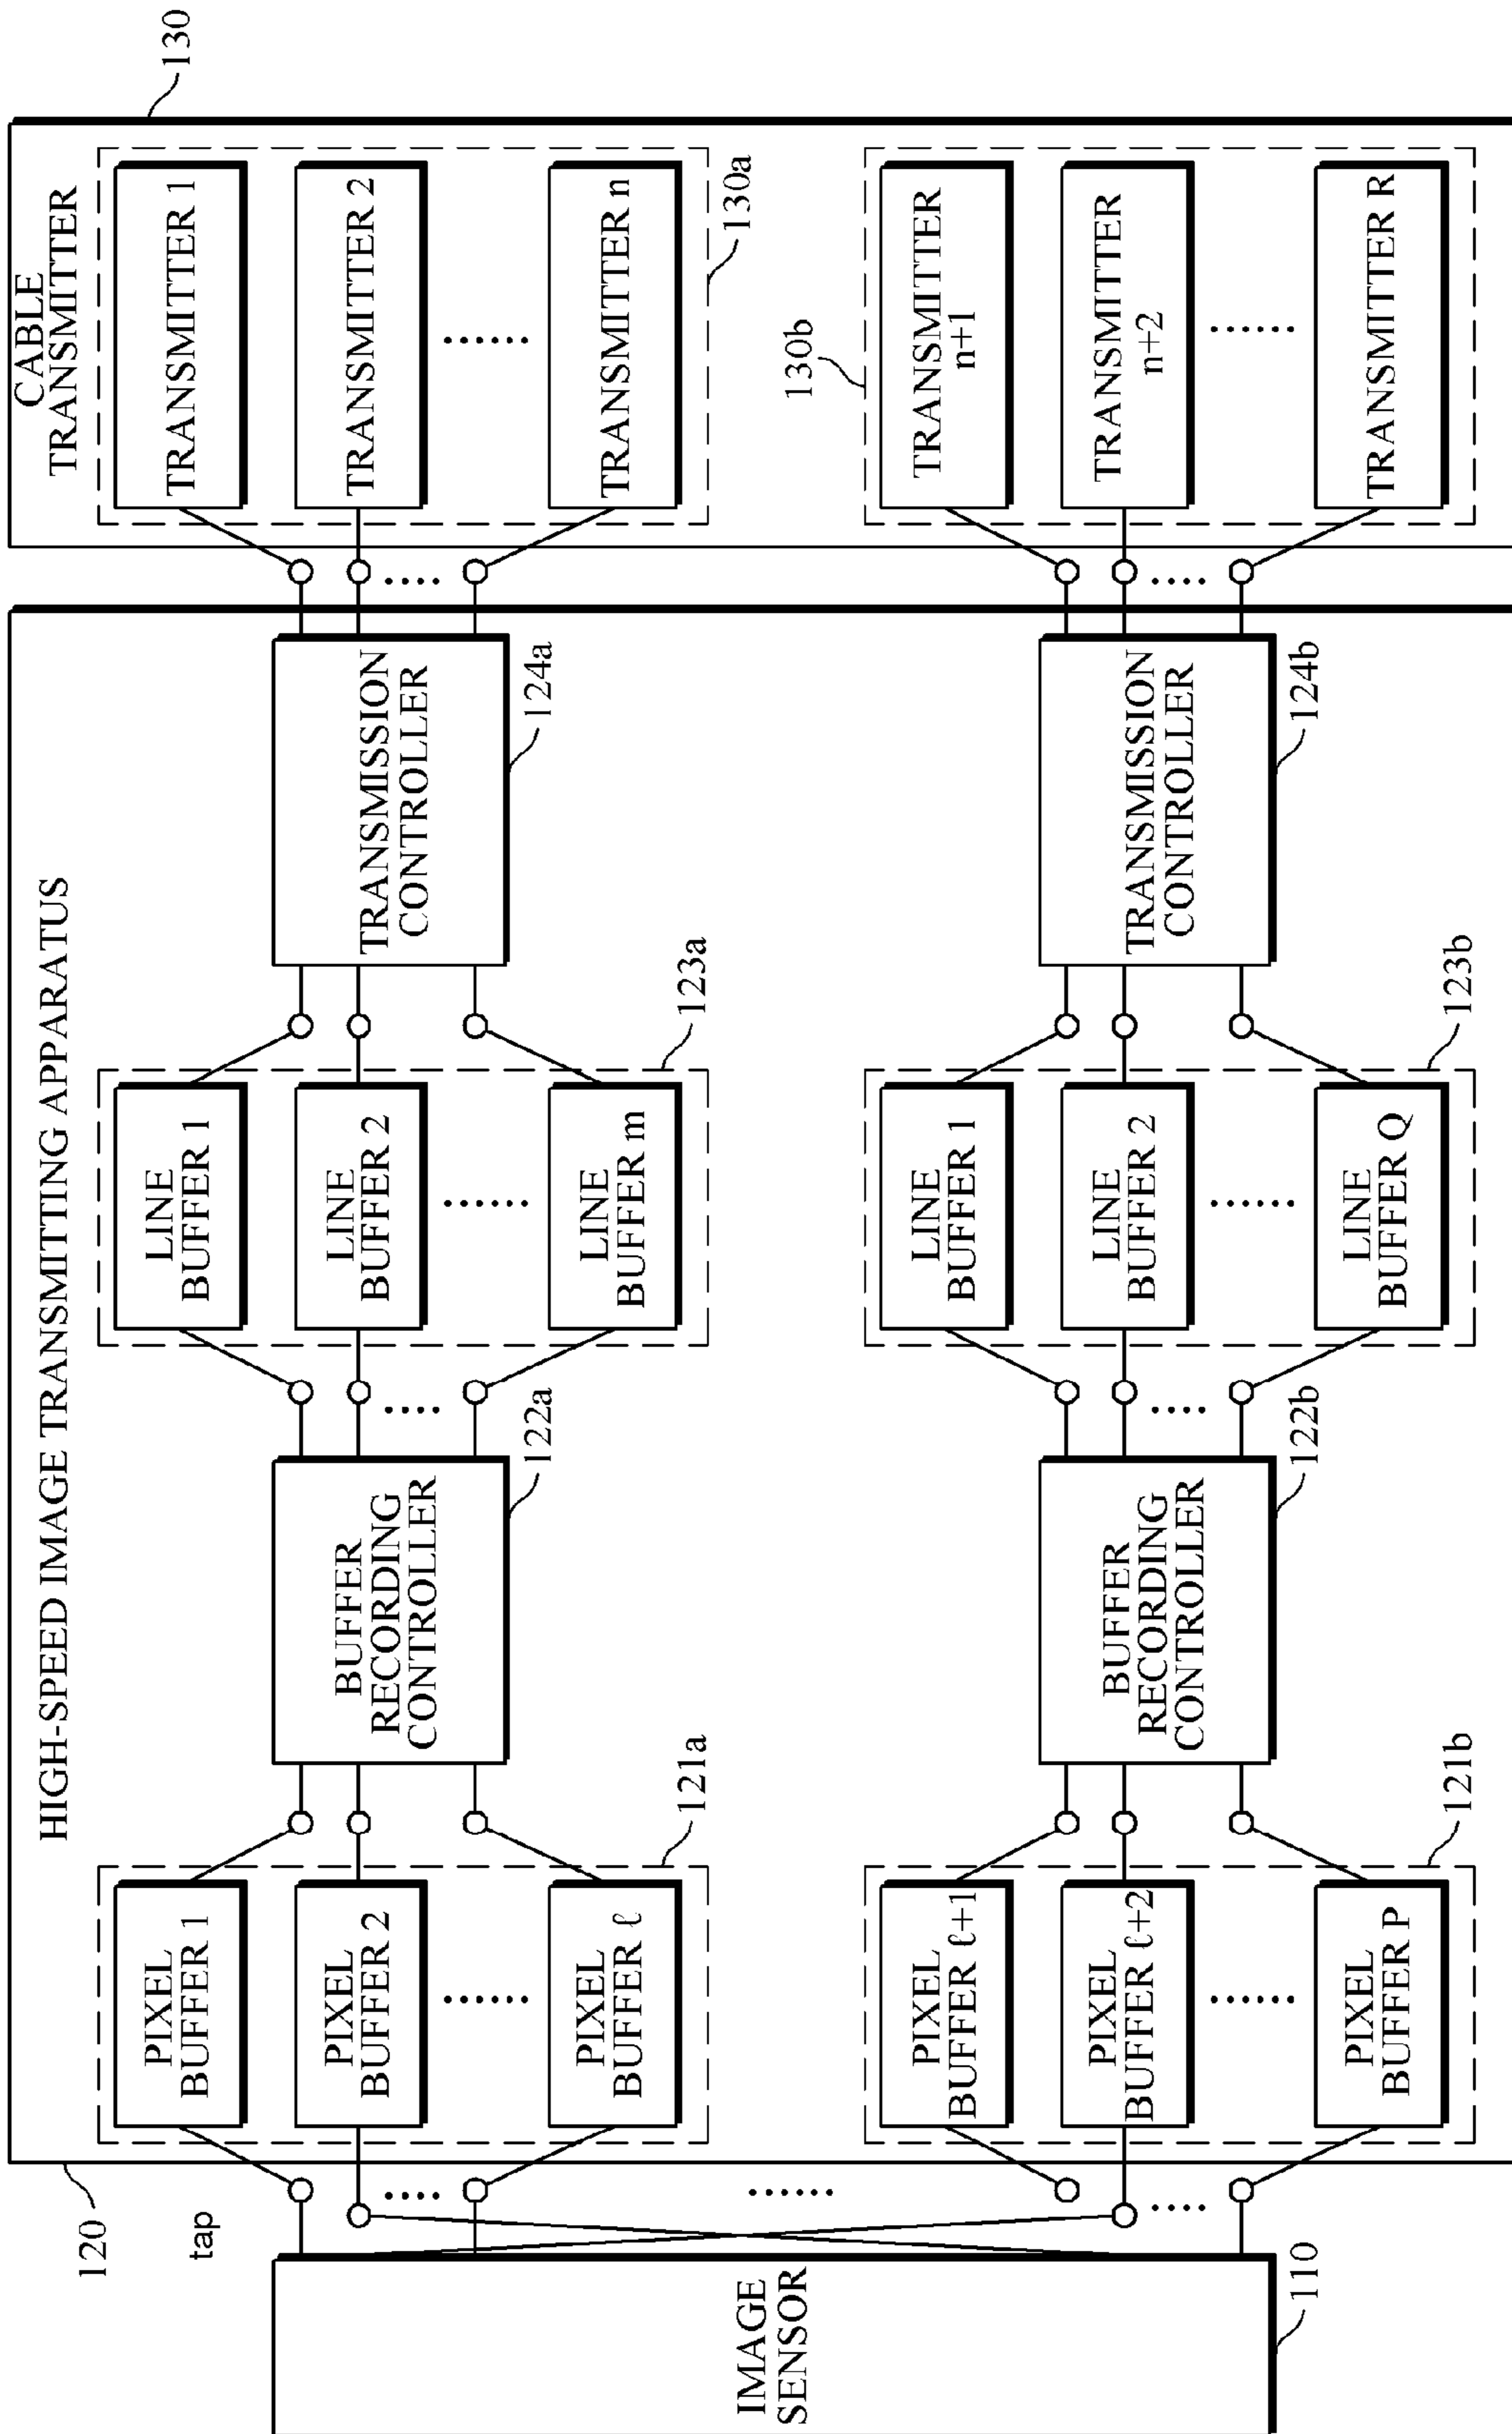 HIGH-SPEED IMAGE TRANSMITTING APPARATUS
120
tap
IMAGE
SENSOR
110
PIXEL
BUFFER 1
PIXEL
BUFFER 2
PIXEL
BUFFER ℓ
121a
PIXEL
BUFFER ℓ+1
PIXEL
BUFFER ℓ+2
PIXEL
BUFFER P
121b
BUFFER
RECORDING
CONTROLLER
122a
BUFFER
RECORDING
CONTROLLER
122b
LINE
BUFFER 1
LINE
BUFFER 2
LINE
BUFFER m
123a
LINE
BUFFER 1
LINE
BUFFER 2
LINE
BUFFER Q
123b
TRANSMISSION
CONTROLLER
124a
TRANSMISSION
CONTROLLER
124b
CABLE
TRANSMITTER
130
TRANSMITTER 1
TRANSMITTER 2
TRANSMITTER n
130a
130b
TRANSMITTER
n+1
TRANSMITTER
n+2
TRANSMITTER R